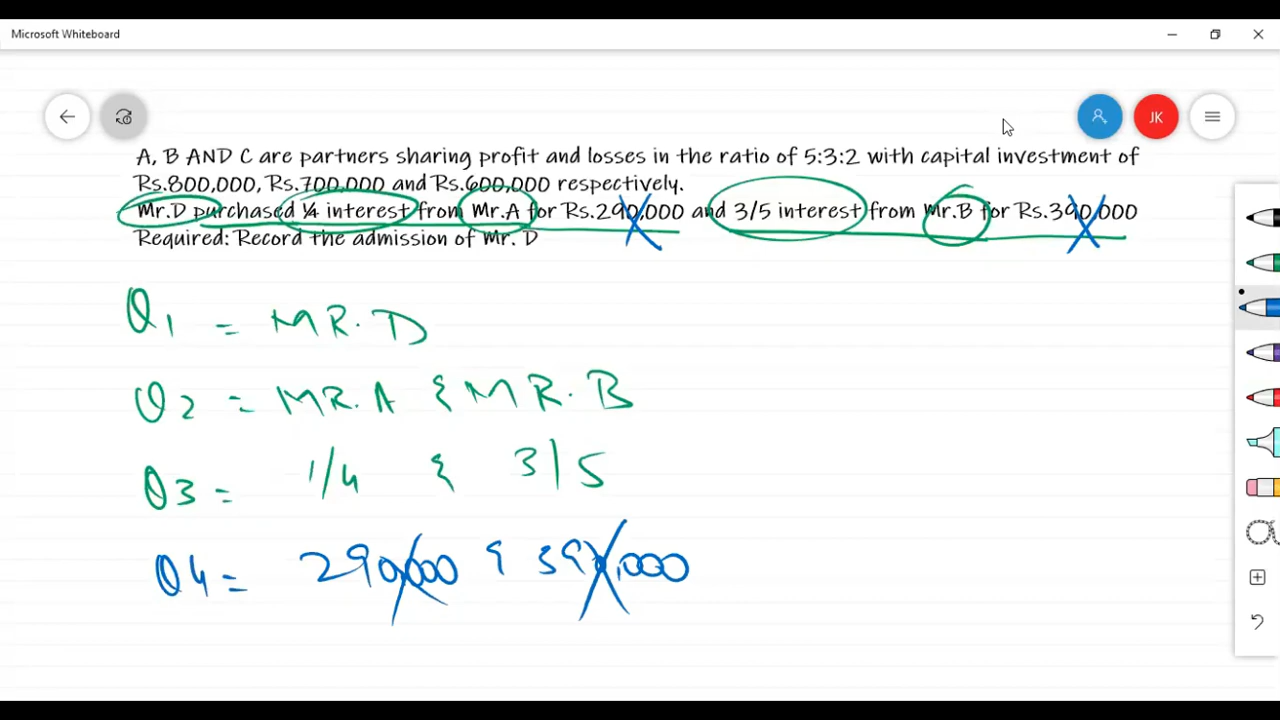 Microsoft Whiteboard
JK
A, B AND C are partners sharing profit and losses in the ratio of 5:3:2 with capital investment of
Rs.800,000, Rs.700,000 and Rs.600,000 respectively.
Mr.D purchased ¼ interest from Mr.A for Rs.290,000 and 3/5 interest from Mr.B for Rs.390,000
Required: Record the admission of Mr. D
Q1 = MR. D
Q2 = MR. A & MR. B
Q3 = 1/4 & 3/5
Q4 = 290,000 & 390,000